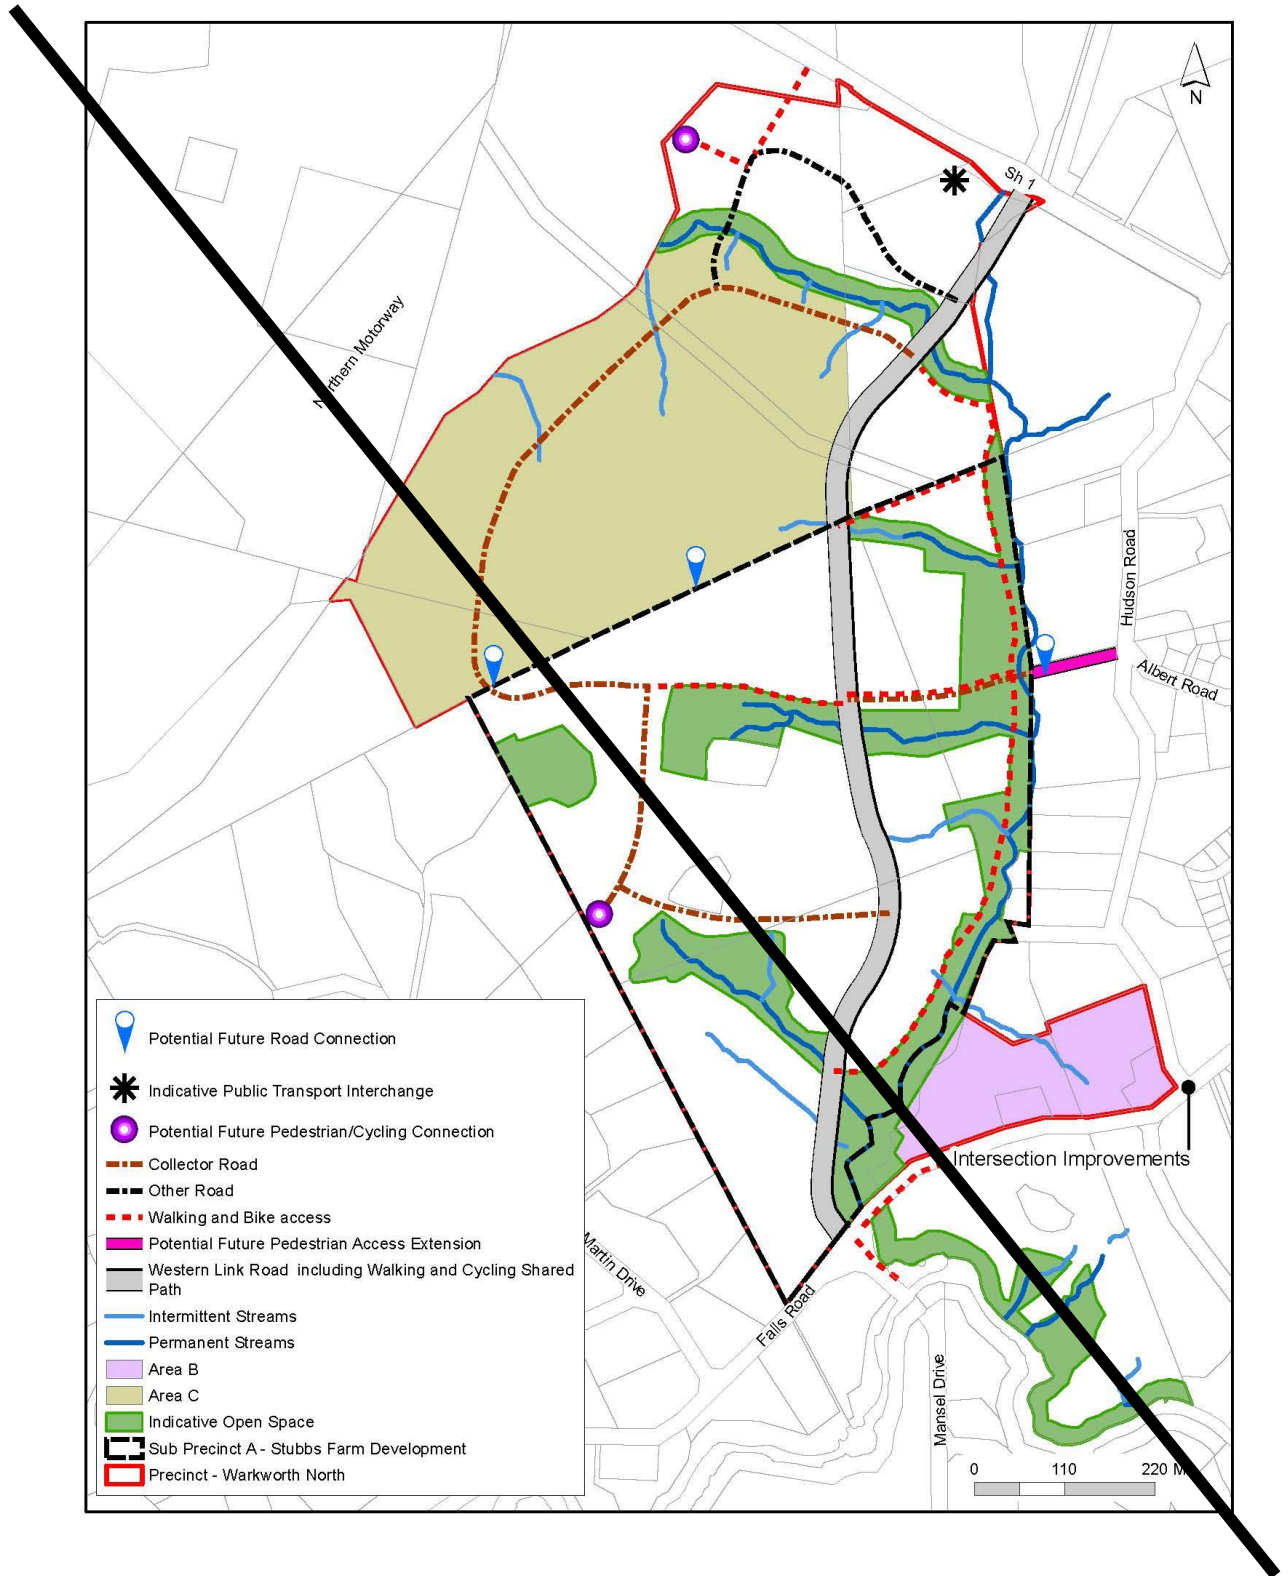 N
Sh 1
Northern Motorway
Hudson Road
Albert Road
Potential Future Road Connection
Indicative Public Transport Interchange
Potential Future Pedestrian/Cycling Connection
Collector Road
Other Road
Walking and Bike access
Potential Future Pedestrian Access Extension
Western Link Road including Walking and Cycling Shared
Path
Intermittent Streams
Permanent Streams
Area B
Area C
Indicative Open Space
Sub Precinct A - Stubbs Farm Development
Precinct - Warkworth North
Intersection Improvements
Martin Drive
Falls Road
Mansel Drive
0 110 220 M